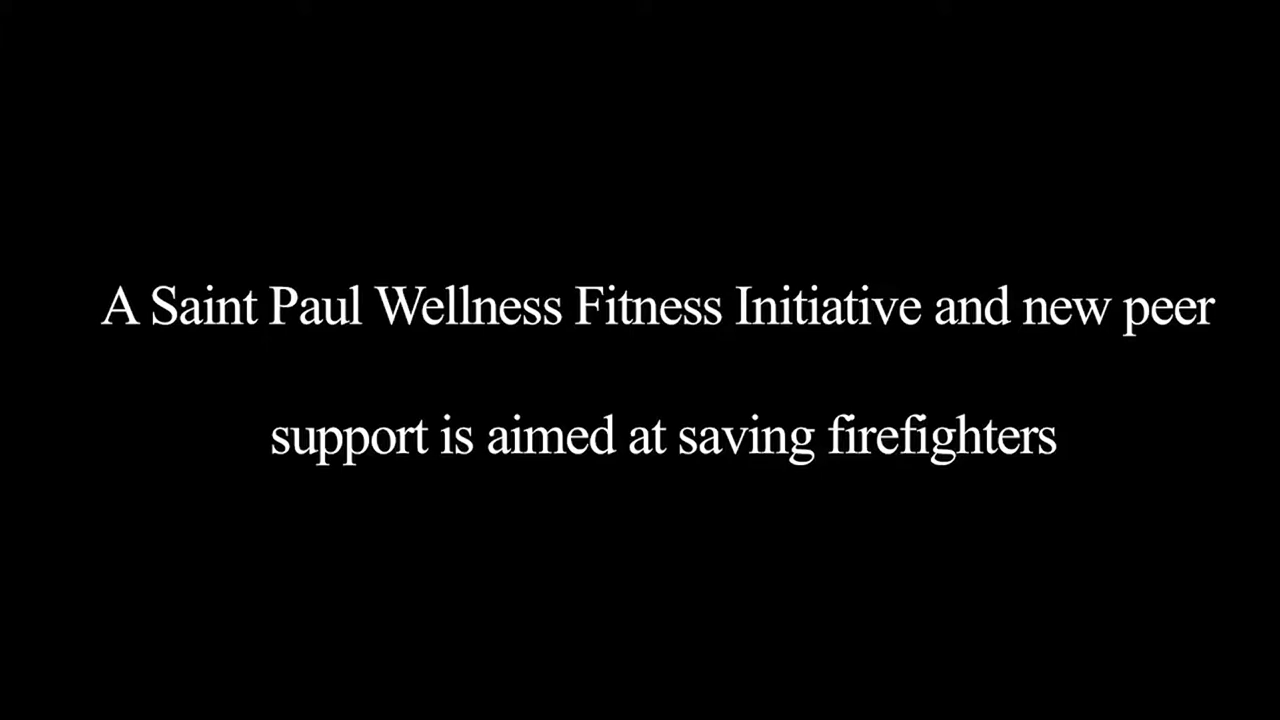 A Saint Paul Wellness Fitness Initiative and new peer
support is aimed at saving firefighters